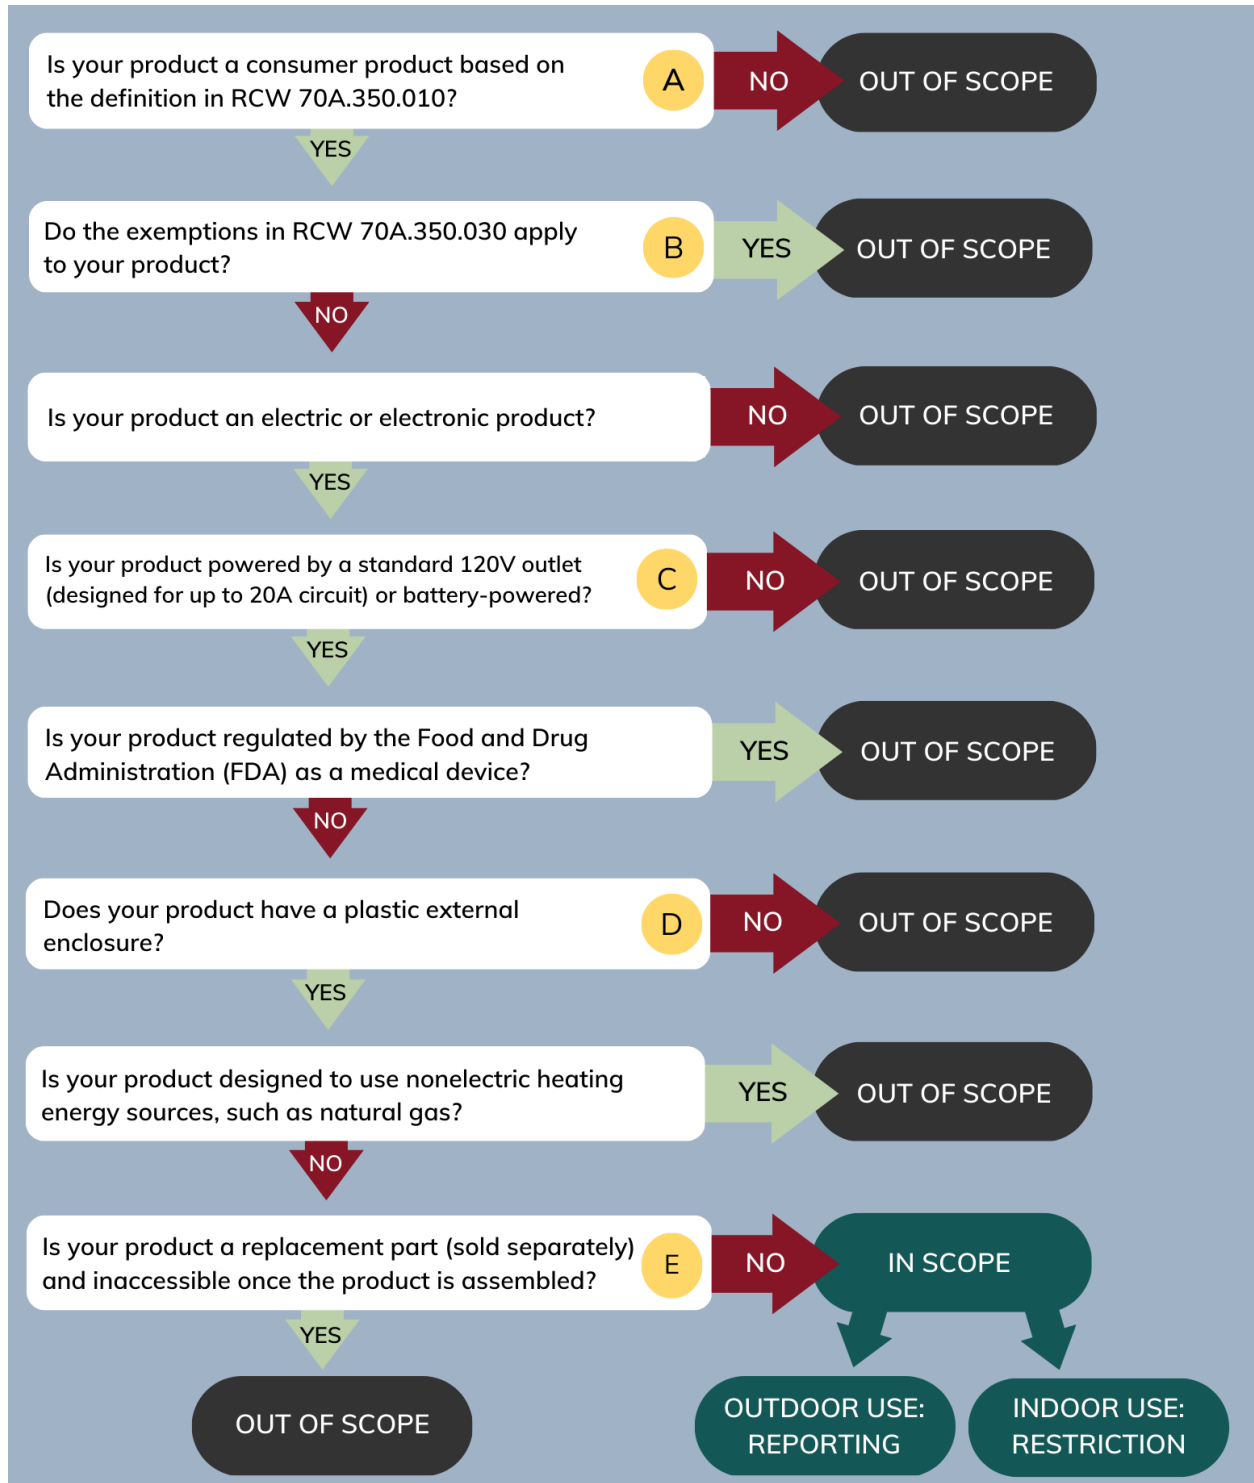 Is your product a consumer product based on
the definition in RCW 70A.350.010?
A
NO
OUT OF SCOPE
YES
Do the exemptions in RCW 70A.350.030 apply
to your product?
B
YES
OUT OF SCOPE
NO
Is your product an electric or electronic product?
NO
OUT OF SCOPE
YES
Is your product powered by a standard 120V outlet
(designed for up to 20A circuit) or battery-powered?
C
NO
OUT OF SCOPE
YES
Is your product regulated by the Food and Drug
Administration (FDA) as a medical device?
YES
OUT OF SCOPE
NO
Does your product have a plastic external
enclosure?
D
NO
OUT OF SCOPE
YES
Is your product designed to use nonelectric heating
energy sources, such as natural gas?
YES
OUT OF SCOPE
NO
Is your product a replacement part (sold separately)
and inaccessible once the product is assembled?
E
NO
IN SCOPE
YES
OUT OF SCOPE
OUTDOOR USE:
REPORTING
INDOOR USE:
RESTRICTION